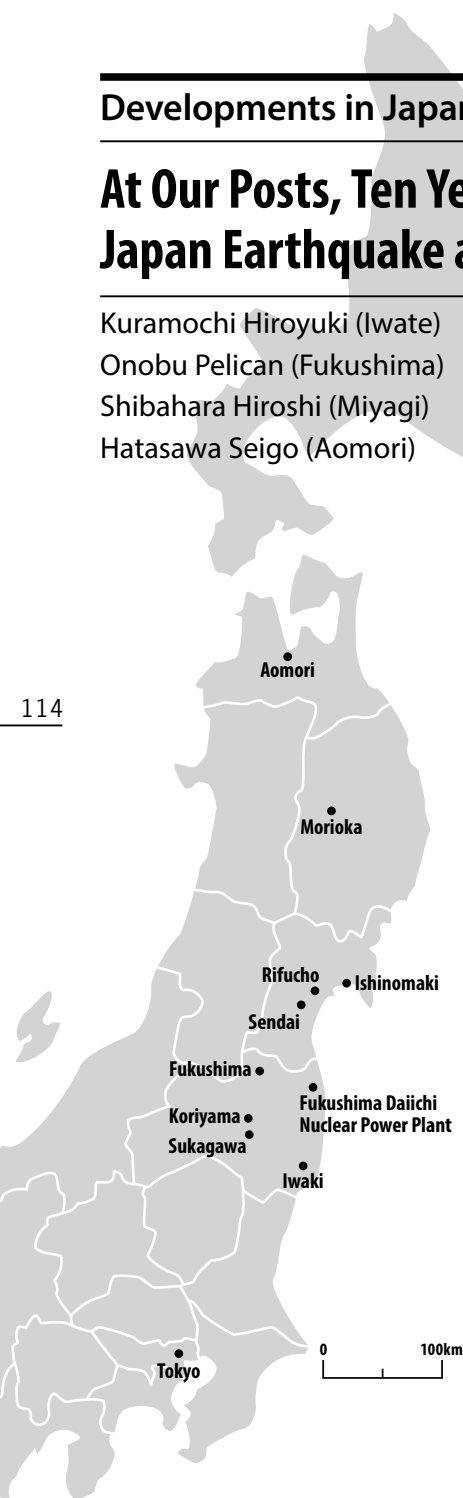 Developments in Japan
At Our Posts, Ten Ye
Japan Earthquake a
Kuramochi Hiroyuki (Iwate)
Onobu Pelican (Fukushima)
Shibahara Hiroshi (Miyagi)
Hatasawa Seigo (Aomori)
Aomori
114
Morioka
Rifucho
Ishinomaki
Sendai
Fukushima
Fukushima Daiichi
Nuclear Power Plant
Koriyama
Sukagawa
Iwaki
0 100km
Tokyo